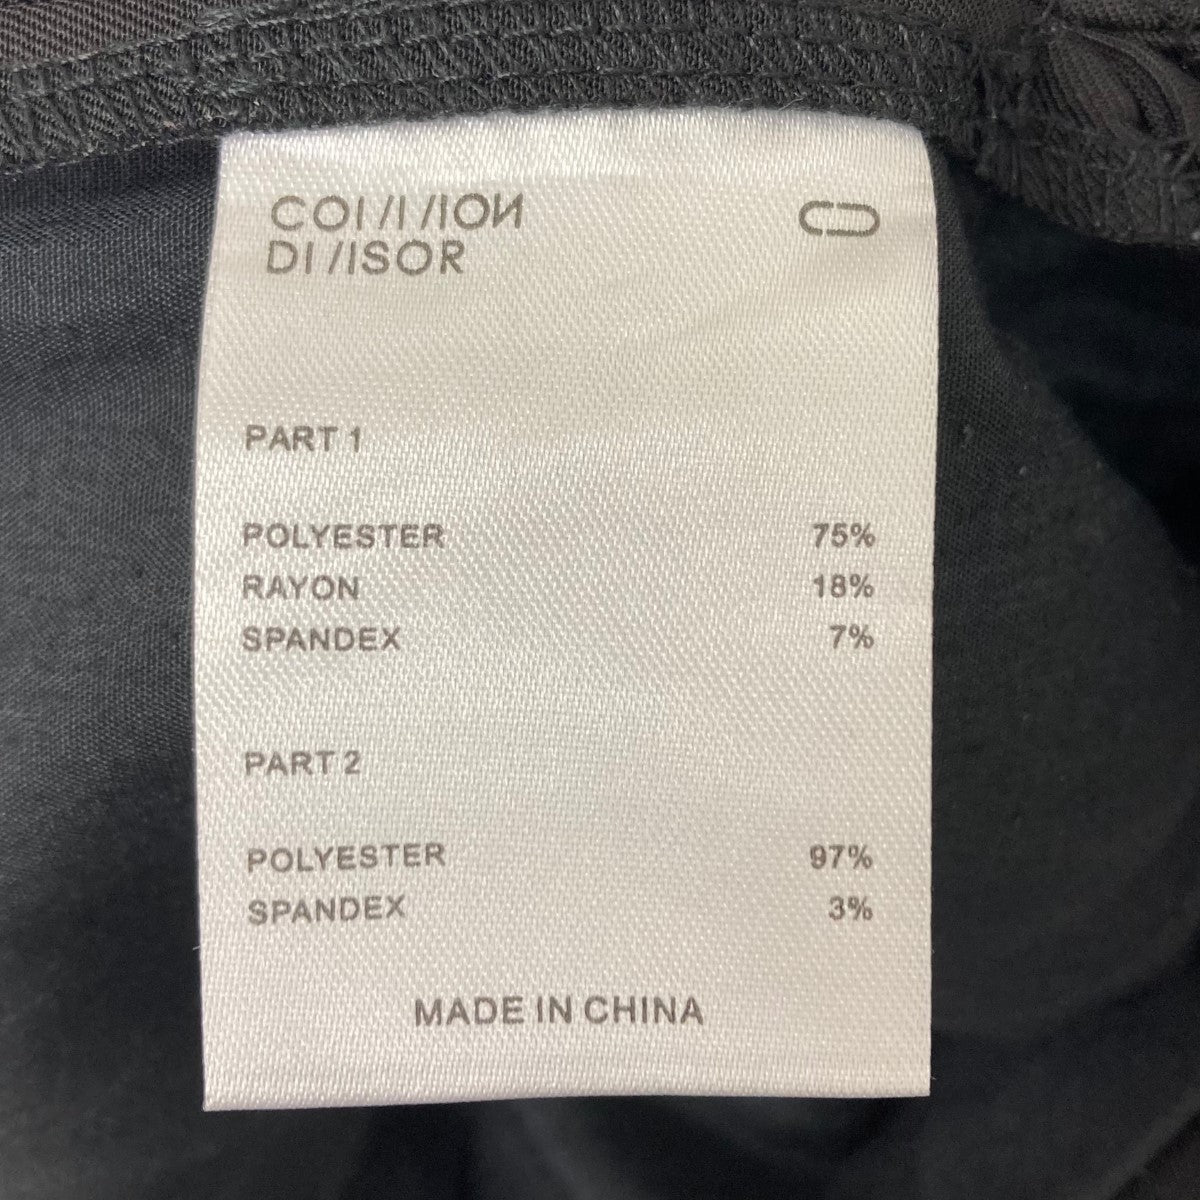 COI/I/IOИ
DI/ISOR
PART 1
POLYESTER 75%
RAYON 18%
SPANDEX 7%
PART 2
POLYESTER 97%
SPANDEX 3%
MADE IN CHINA